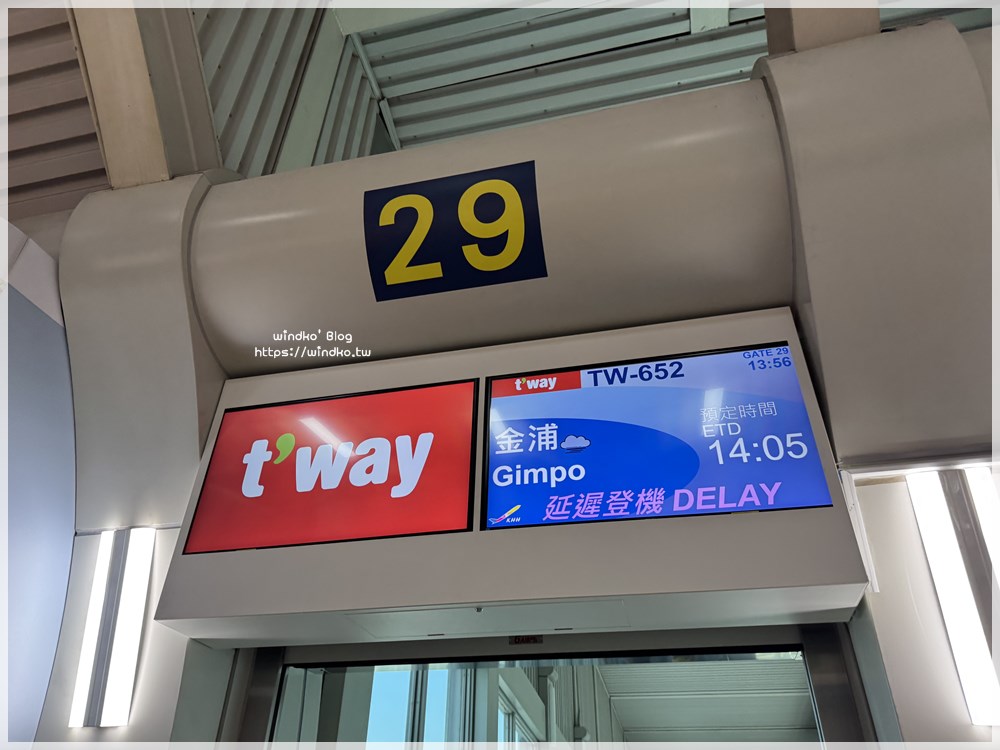 29
windko' Blog
https://windko.tw
t'way
t'way TW-652
GATE 29
13:56
金浦
Gimpo
預定時間
ETD
14:05
延遲登機 DELAY
KHH